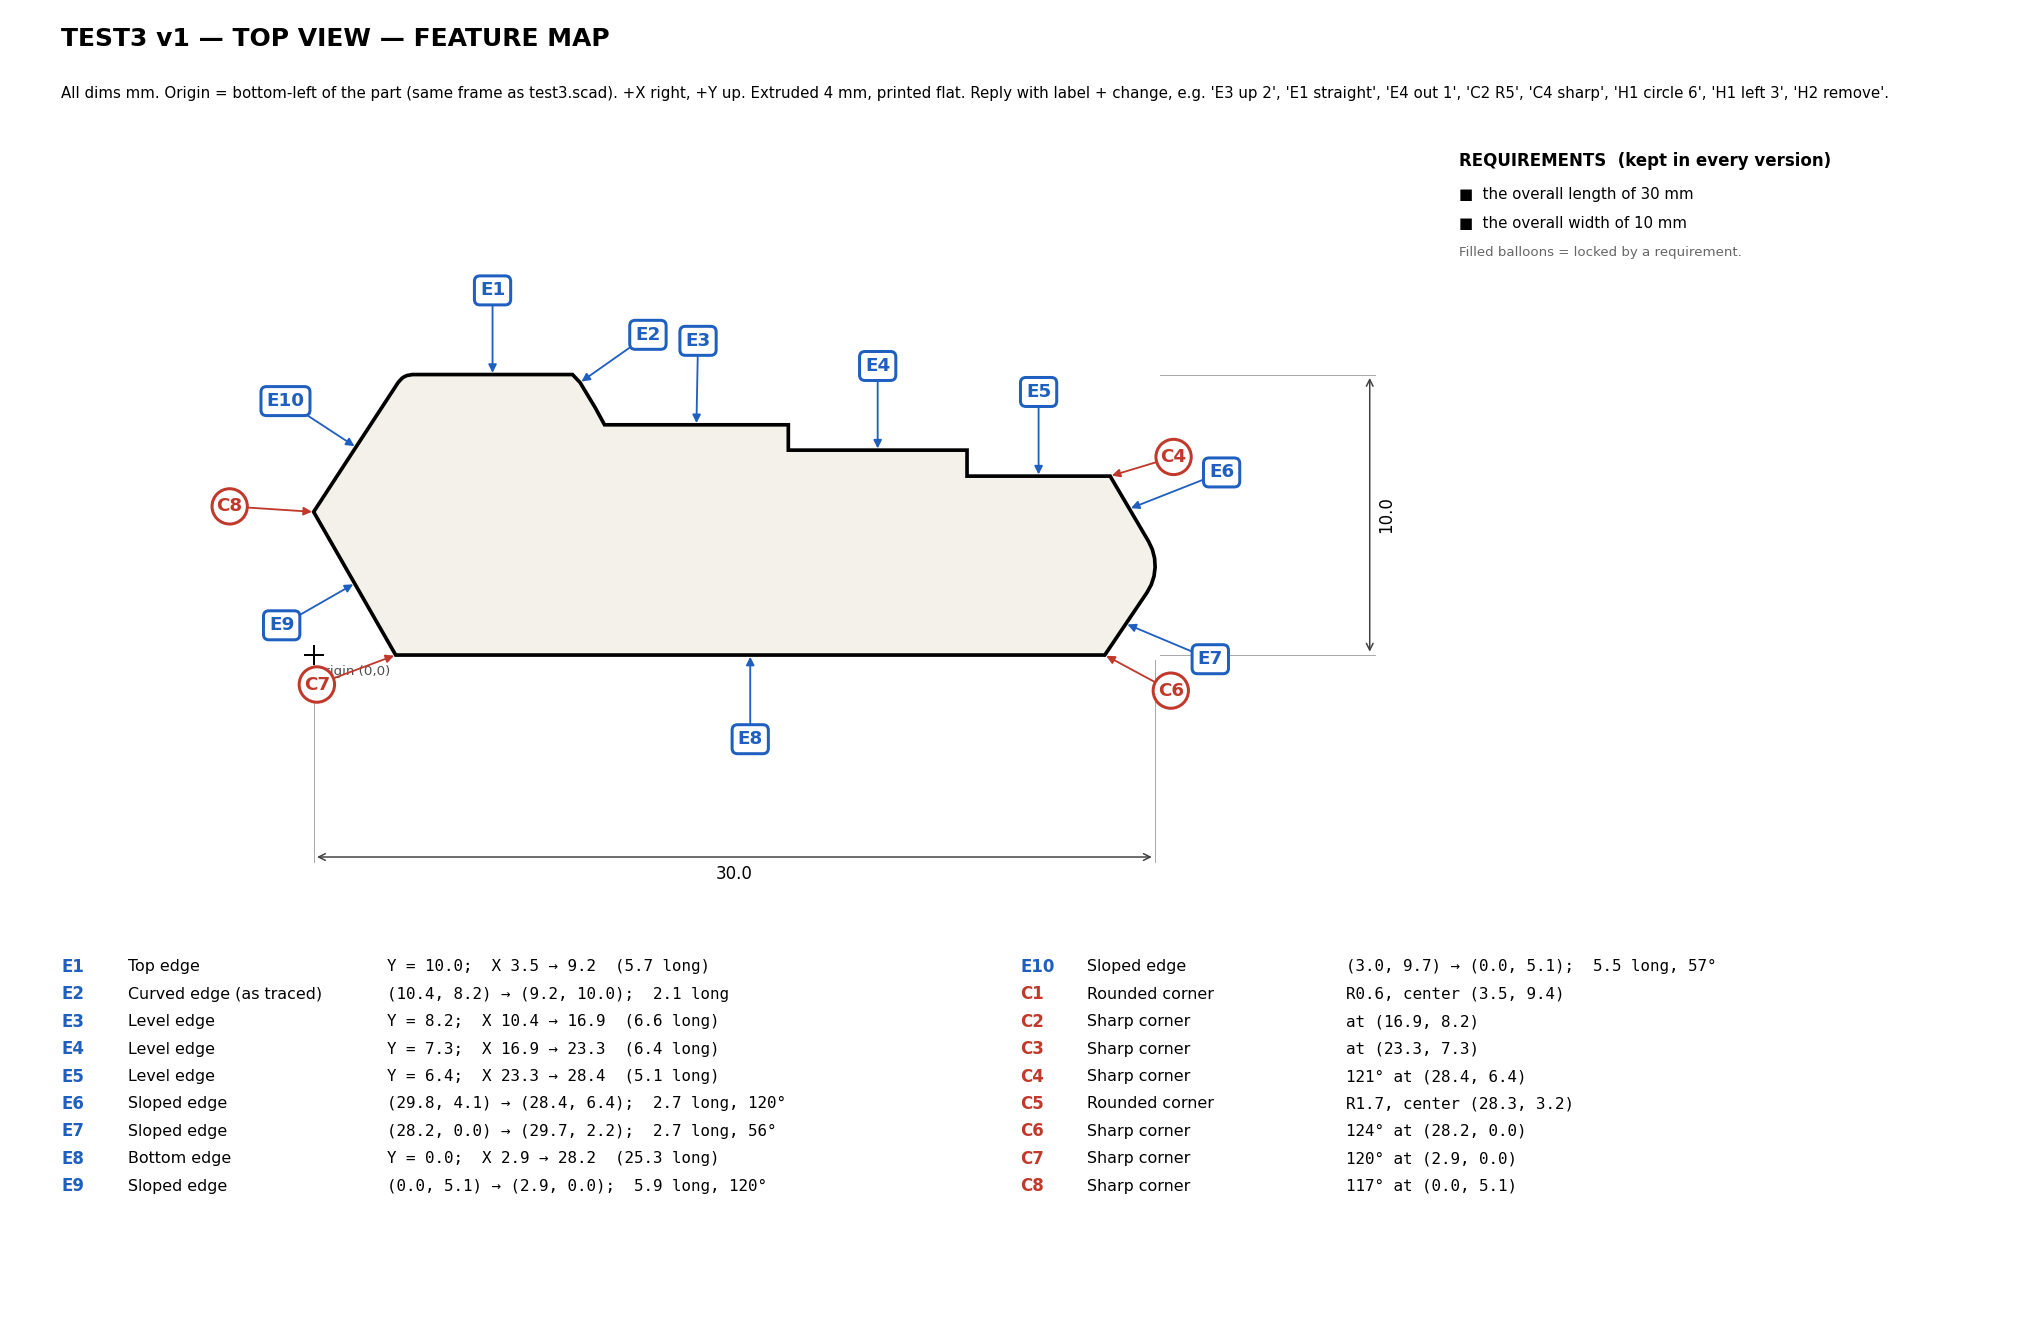 TEST3 v1 — TOP VIEW — FEATURE MAP
All dims mm. Origin = bottom-left of the part (same frame as test3.scad). +X right, +Y up. Extruded 4 mm, printed flat. Reply with label + change, e.g. 'E3 up 2', 'E1 straight', 'E4 out 1', 'C2 R5', 'C4 sharp', 'H1 circle 6', 'H1 left 3', 'H2 remove'.
REQUIREMENTS (kept in every version)
■ the overall length of 30 mm
■ the overall width of 10 mm
Filled balloons = locked by a requirement.
E1
E2
E3
E4
E5
E10
C4
E6
C8
10.0
E9
(0,0)
C7
E7
C6
E8
30.0
E1 Top edge Y = 10.0; X 3.5 → 9.2 (5.7 long)
E2 Curved edge (as traced) (10.4, 8.2) → (9.2, 10.0); 2.1 long
E3 Level edge Y = 8.2; X 10.4 → 16.9 (6.6 long)
E4 Level edge Y = 7.3; X 16.9 → 23.3 (6.4 long)
E5 Level edge Y = 6.4; X 23.3 → 28.4 (5.1 long)
E6 Sloped edge (29.8, 4.1) → (28.4, 6.4); 2.7 long, 120°
E7 Sloped edge (28.2, 0.0) → (29.7, 2.2); 2.7 long, 56°
E8 Bottom edge Y = 0.0; X 2.9 → 28.2 (25.3 long)
E9 Sloped edge (0.0, 5.1) → (2.9, 0.0); 5.9 long, 120°
E10 Sloped edge (3.0, 9.7) → (0.0, 5.1); 5.5 long, 57°
C1 Rounded corner R0.6, center (3.5, 9.4)
C2 Sharp corner at (16.9, 8.2)
C3 Sharp corner at (23.3, 7.3)
C4 Sharp corner 121° at (28.4, 6.4)
C5 Rounded corner R1.7, center (28.3, 3.2)
C6 Sharp corner 124° at (28.2, 0.0)
C7 Sharp corner 120° at (2.9, 0.0)
C8 Sharp corner 117° at (0.0, 5.1)